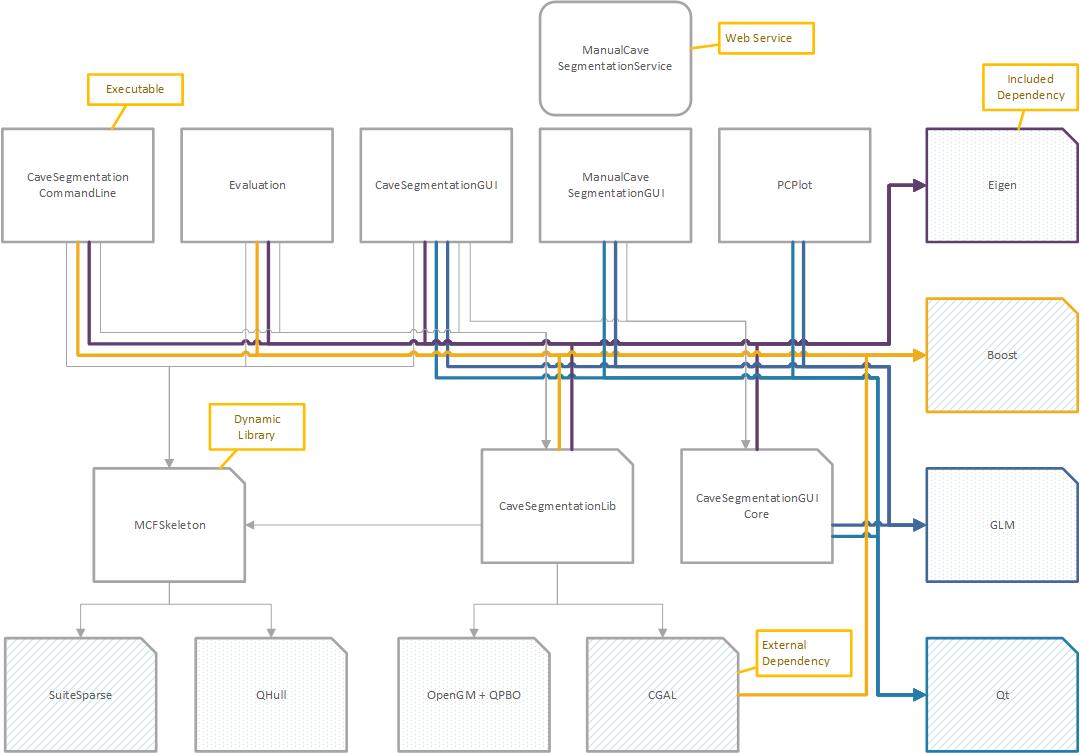 ManualCave
SegmentationService
Web Service
Executable
Included
Dependency
CaveSegmentation
CommandLine
Evaluation
CaveSegmentationGUI
ManualCave
SegmentationGUI
PCPlot
Eigen
Boost
Dynamic
Library
MCFSkeleton
CaveSegmentationLib
CaveSegmentationGUI
Core
GLM
External
Dependency
SuiteSparse
QHull
OpenGM + QPBO
CGAL
Qt